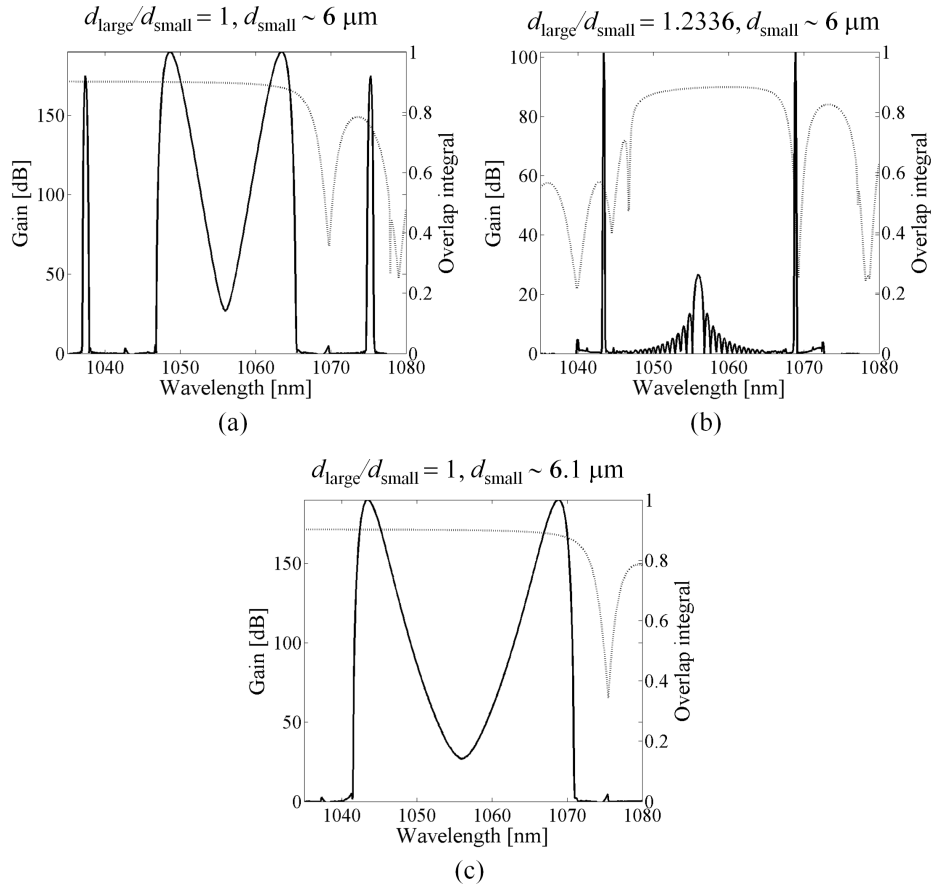 d_large/d_small = 1, d_small ~ 6 μm
150
100
50
0
Gain [dB]
1
0.8
0.6
0.4
0.2
0
Overlap integral
1040 1050 1060 1070 1080
Wavelength [nm]
(a)
d_large/d_small = 1.2336, d_small ~ 6 μm
100
80
60
40
20
0
Gain [dB]
1
0.8
0.6
0.4
0.2
0
Overlap integral
1040 1050 1060 1070 1080
Wavelength [nm]
(b)
d_large/d_small = 1, d_small ~ 6.1 μm
150
100
50
0
Gain [dB]
1
0.8
0.6
0.4
0.2
0
Overlap integral
1040 1050 1060 1070 1080
Wavelength [nm]
(c)